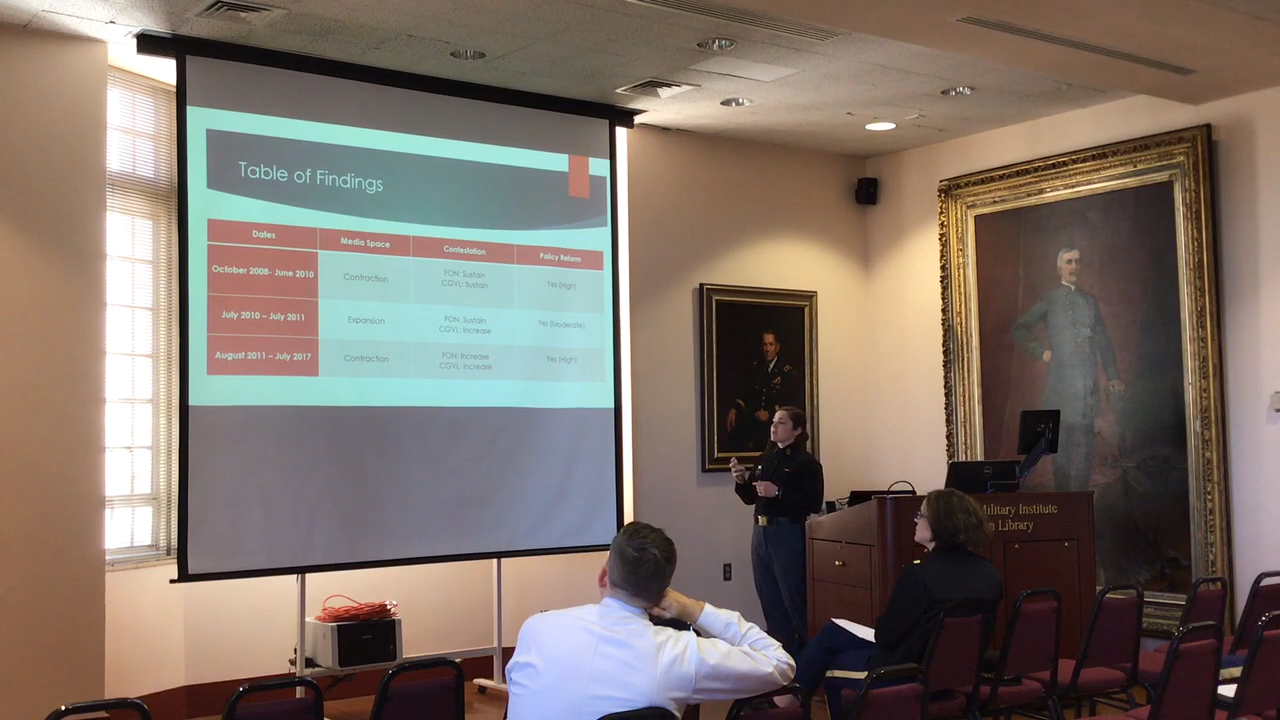 Table of Findings
Dates Media Space Contestation Policy Reform
October 2008- June 2010 Contraction FON: Sustain Yes (High)
CGVL: Sustain
July 2010 – July 2011 Expansion FON: Sustain Yes (Moderate)
CGVL: Increase
August 2011 – July 2017 Contraction FON: Increase Yes (High)
CGVL: Increase
Military Institute
Library